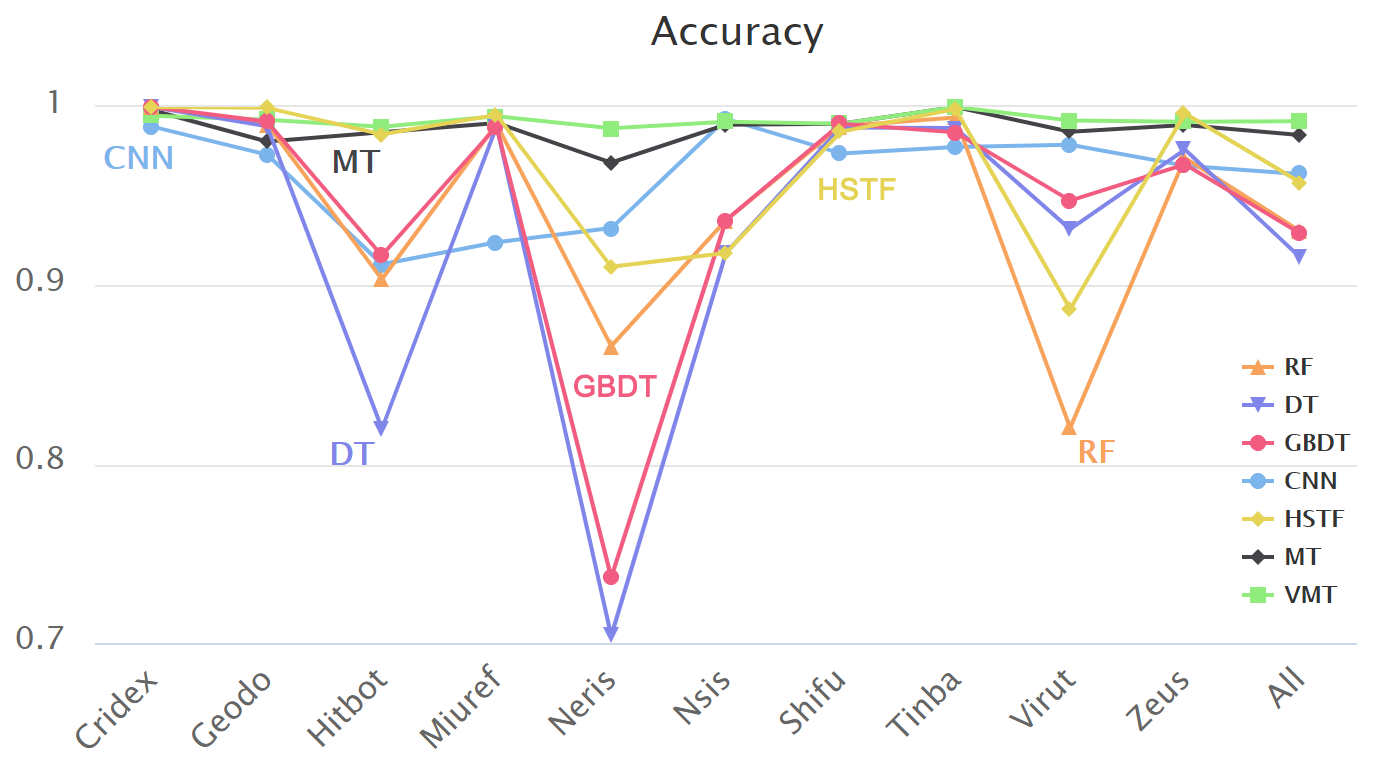 Accuracy
1
0.9
0.8
0.7
CNN
MT
HSTF
GBDT
DT
RF
RF
DT
GBDT
CNN
HSTF
MT
VMT
Cridex
Geodo
Hitbot
Miuref
Neris
Nsis
Shifu
Tinba
Virut
Zeus
All